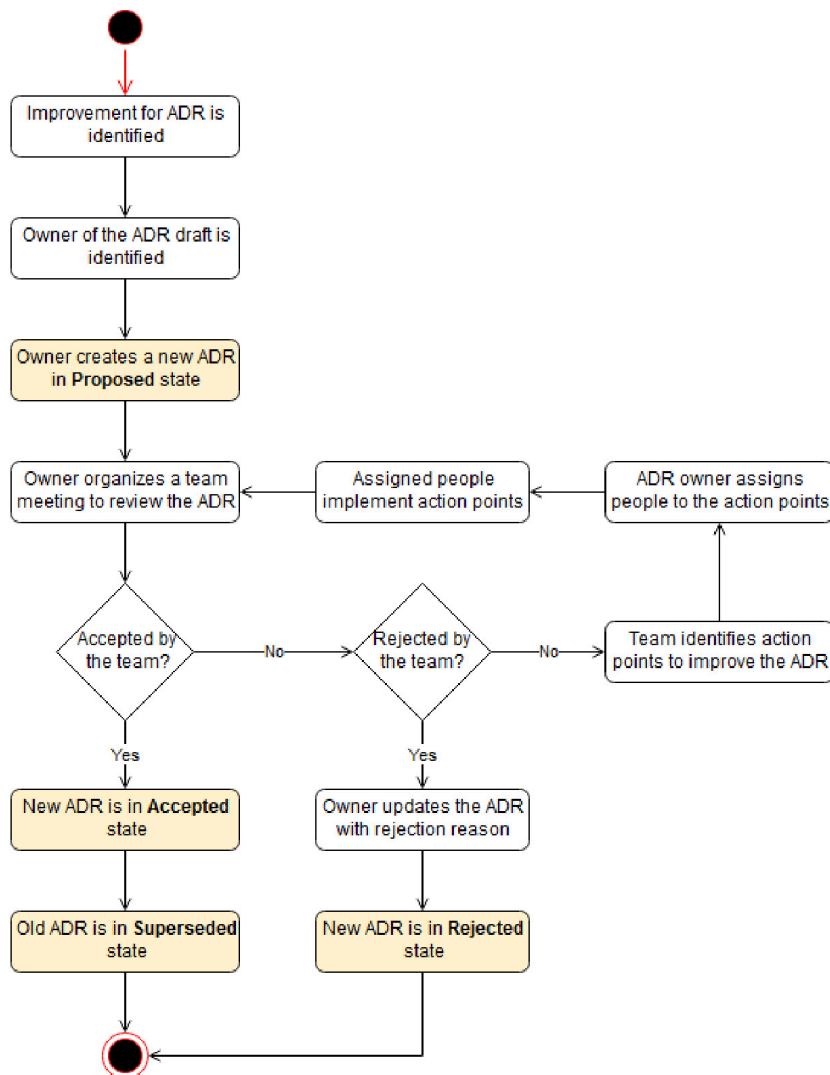 Improvement for ADR is
identified
Owner of the ADR draft is
identified
Owner creates a new ADR
in Proposed state
Owner organizes a team
meeting to review the ADR
Assigned people
implement action points
ADR owner assigns
people to the action points
Accepted by
the team?
No
Rejected by
the team?
No
Team identifies action
points to improve the ADR
Yes
Yes
New ADR is in Accepted
state
Owner updates the ADR
with rejection reason
Old ADR is in Superseded
state
New ADR is in Rejected
state